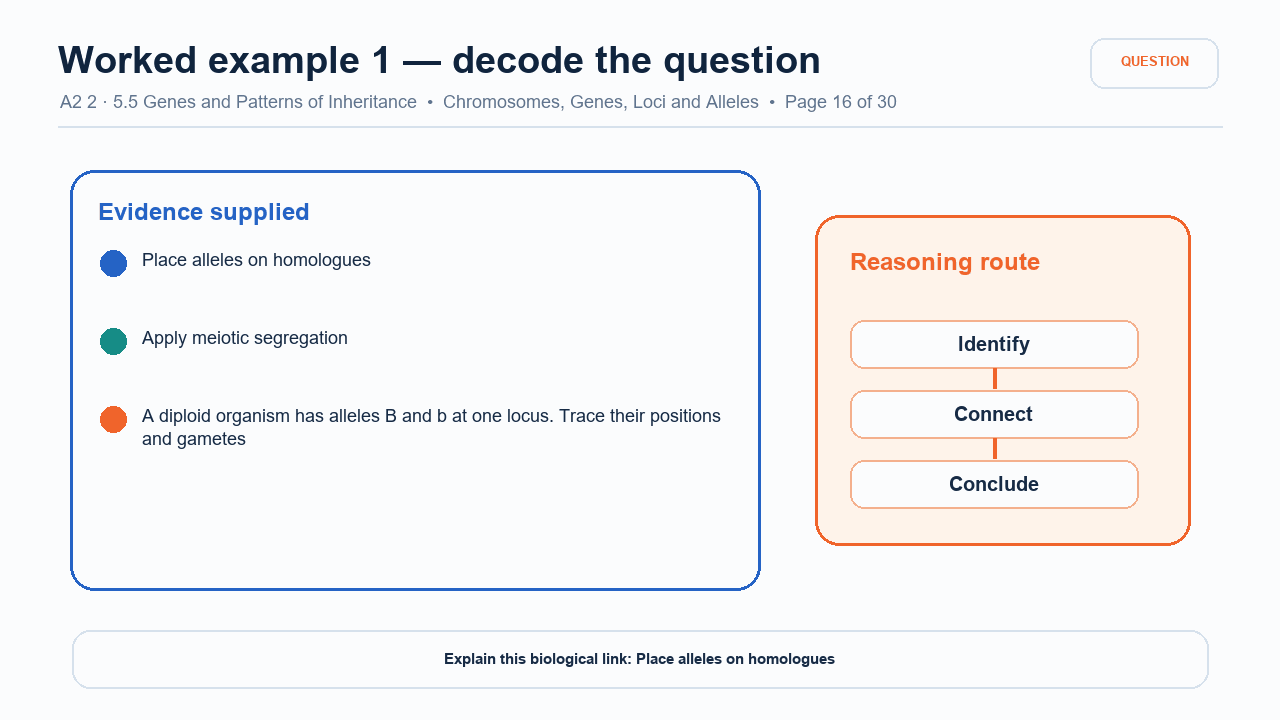 Worked example 1 — decode the question
QUESTION
A2 2 · 5.5 Genes and Patterns of Inheritance • Chromosomes, Genes, Loci and Alleles • Page 16 of 30
Evidence supplied
Place alleles on homologues
Apply meiotic segregation
A diploid organism has alleles B and b at one locus. Trace their positions
and gametes
Reasoning route
Identify
Connect
Conclude
Explain this biological link: Place alleles on homologues